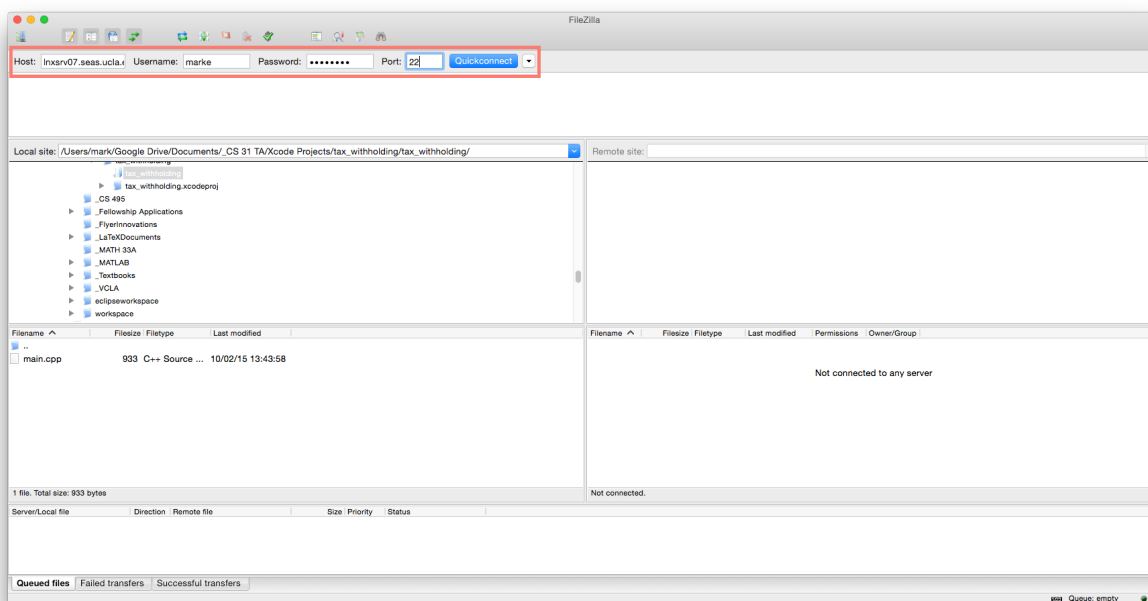 FileZilla
Host: lnxsrv07.seas.ucla.e Username: marke Password: •••••••• Port: 22 Quickconnect
Local site: /Users/mark/Google Drive/Documents/_CS 31 TA/Xcode Projects/tax_withholding/tax_withholding/
Remote site:
tax_withholding
tax_withholding
tax_withholding.xcodeproj
_CS 495
_Fellowship Applications
_FlyerInnovations
_LaTeXDocuments
_MATH 33A
_MATLAB
_Textbooks
_VCLA
eclipseworkspace
workspace
Filename Filesize Filetype Last modified
..
main.cpp 933 C++ Source ... 10/02/15 13:43:58
1 file. Total size: 933 bytes
Filename Filesize Filetype Last modified Permissions Owner/Group
Not connected to any server
Not connected.
Server/Local file Direction Remote file Size Priority Status
Queued files Failed transfers Successful transfers
Queue: empty